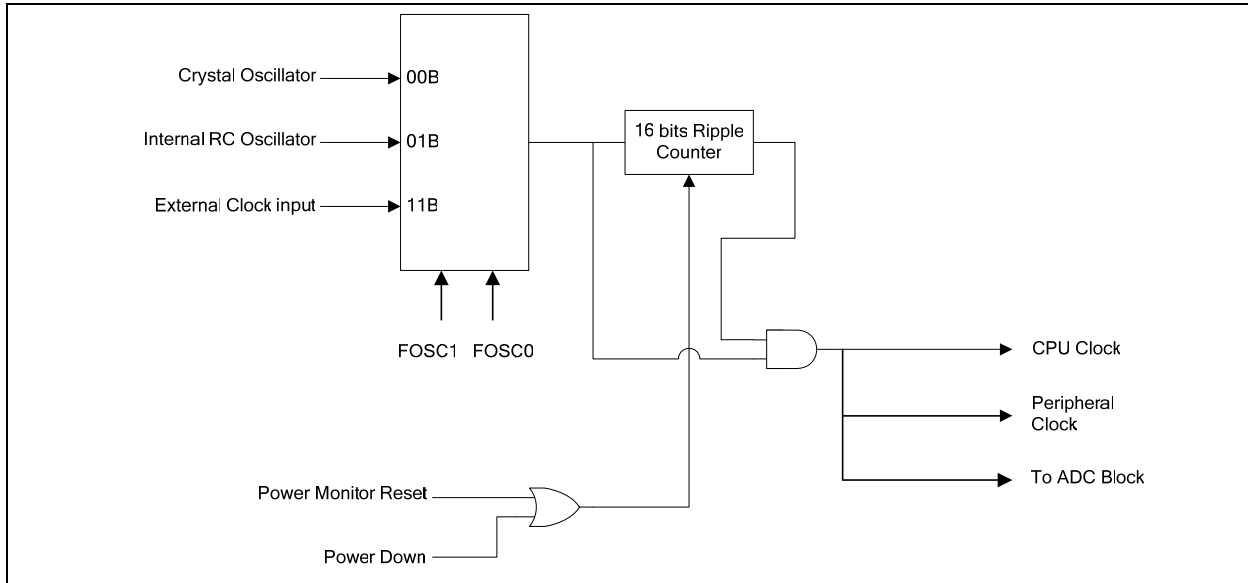 Crystal Oscillator
00B
Internal RC Oscillator
01B
16 bits Ripple
Counter
External Clock input
11B
FOSC1
FOSC0
CPU Clock
Peripheral
Clock
To ADC Block
Power Monitor Reset
Power Down